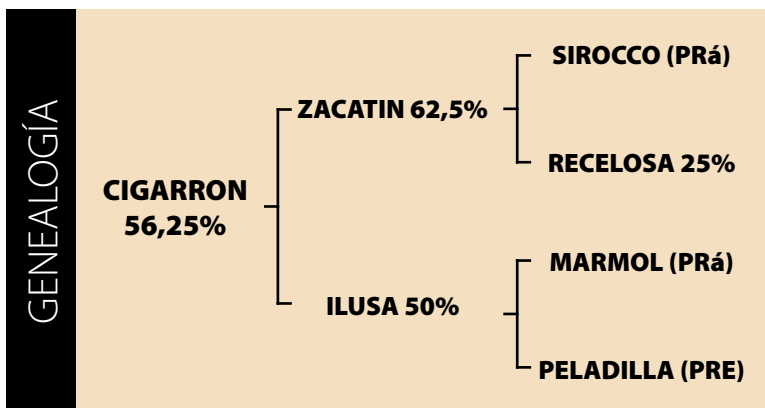 GENEALOGÍA
CIGARRON
56,25%
ZACATIN 62,5%
ILUSA 50%
SIROCCO (PRá)
RECELOSA 25%
MARMOL (PRá)
PELADILLA (PRE)